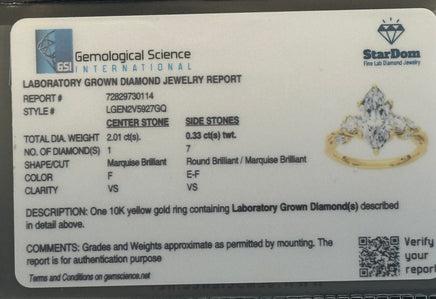 GSI Gemological Science
INTERNATIONAL
StarDom
Fine Lab Diamond Jewelry
LABORATORY GROWN DIAMOND JEWELRY REPORT
REPORT # 72829730114
STYLE # LGEN2V5927GQ
CENTER STONE SIDE STONES
TOTAL DIA. WEIGHT 2.01 ct(s). 0.33 ct(s) twt.
NO. OF DIAMOND(S) 1 7
SHAPE/CUT Marquise Brilliant Round Brilliant / Marquise Brilliant
COLOR F E-F
CLARITY VS VS
DESCRIPTION: One 10K yellow gold ring containing Laboratory Grown Diamond(s) described
in detail above.
COMMENTS: Grades and Weights approximate as permitted by mounting. The
report is for authentication purpose
Terms and Conditions on gemscience.net
Verify
your
report